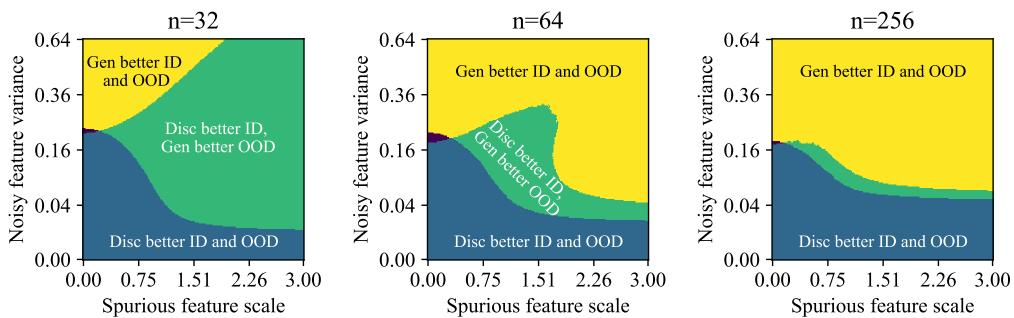 n=32
n=64
n=256
Noisy feature variance
0.64
0.36
0.16
0.04
0.00
Gen better ID
and OOD
Disc better ID,
Gen better OOD
Disc better ID and OOD
0.00 0.75 1.51 2.26 3.00
Spurious feature scale
Noisy feature variance
0.64
0.36
0.16
0.04
0.00
Gen better ID and OOD
Disc better ID,
Gen better OOD
Disc better ID and OOD
0.00 0.75 1.51 2.26 3.00
Spurious feature scale
Noisy feature variance
0.64
0.36
0.16
0.04
0.00
Gen better ID and OOD
Disc better ID and OOD
0.00 0.75 1.51 2.26 3.00
Spurious feature scale